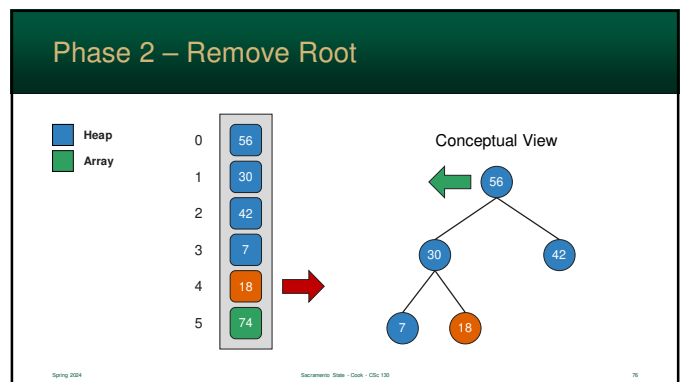 Phase 2 – Remove Root
Heap
Array
0 56
1 30
2 42
3 7
4 18
5 74
Conceptual View
56
30 42
7 18
Spring 2024 Sacramento State - Cook - CSc 130 76